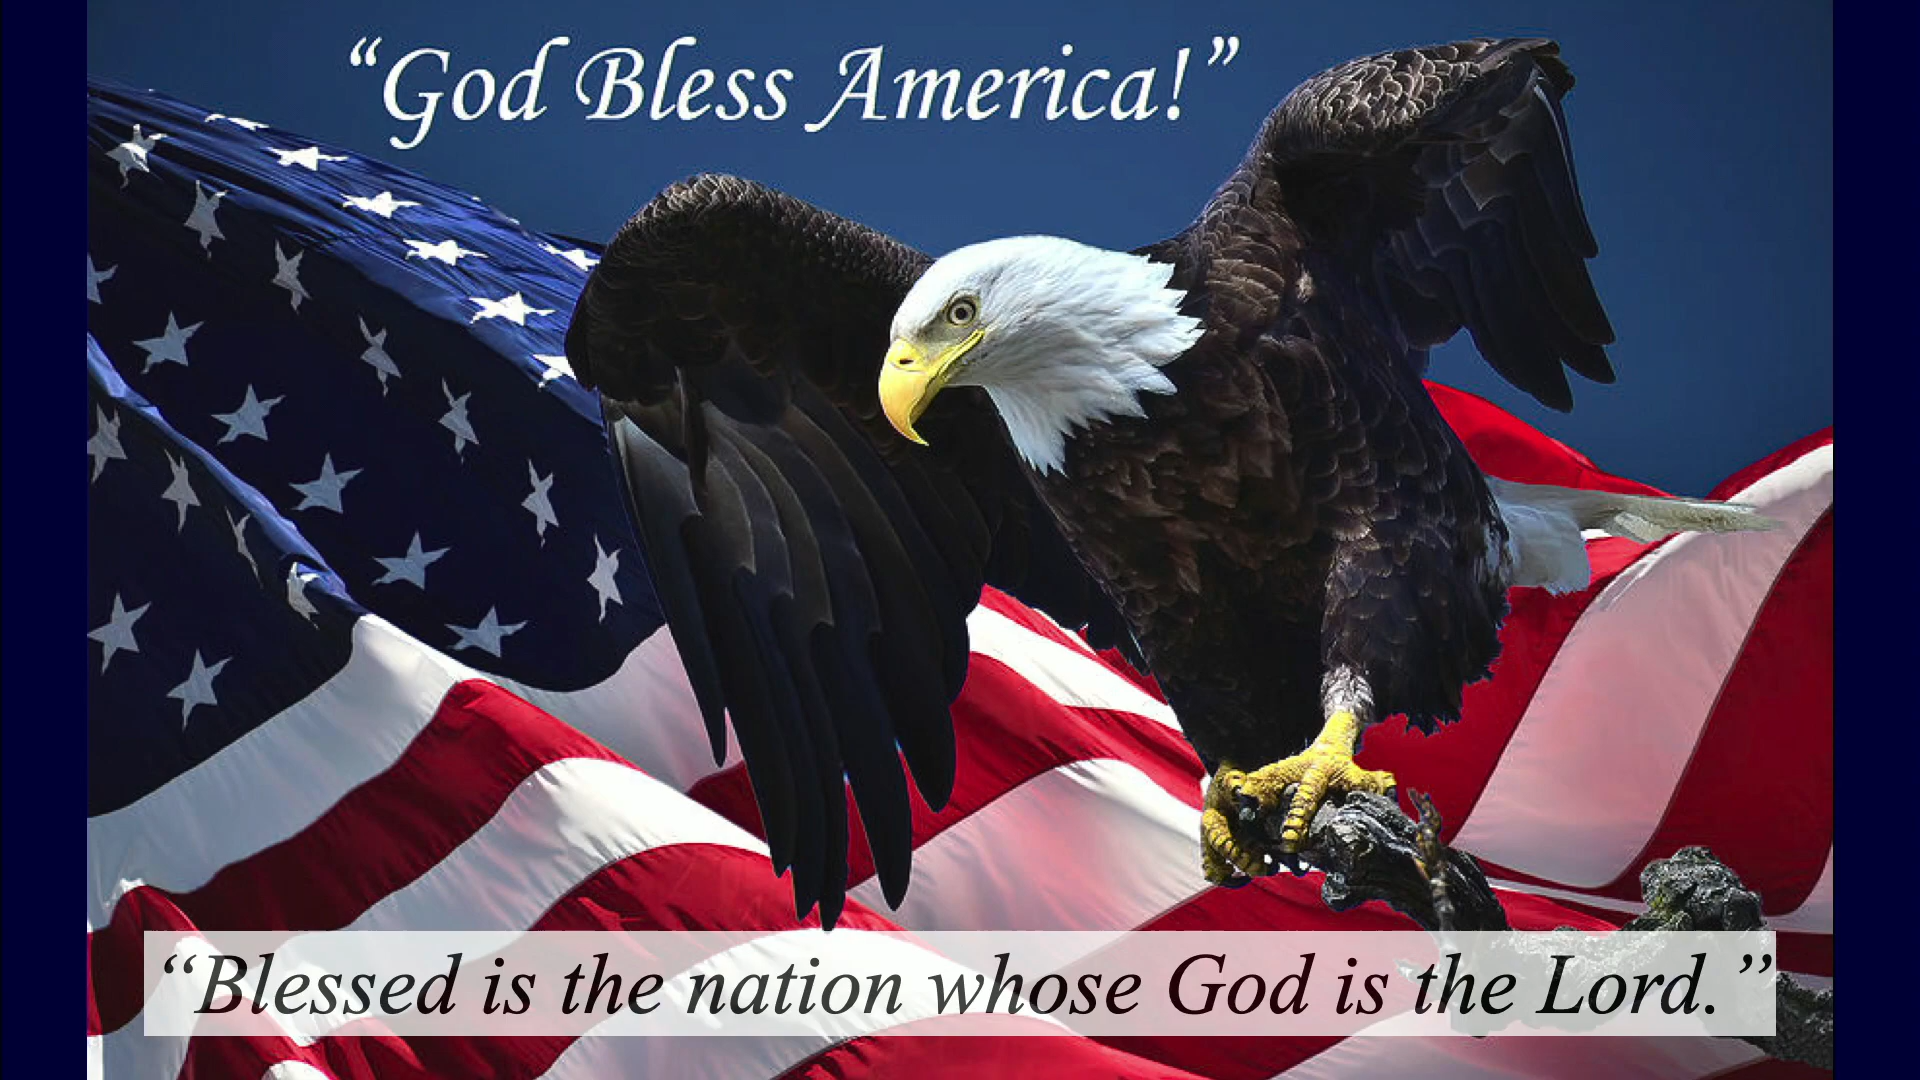 “God Bless America!”
“Blessed is the nation whose God is the Lord.”